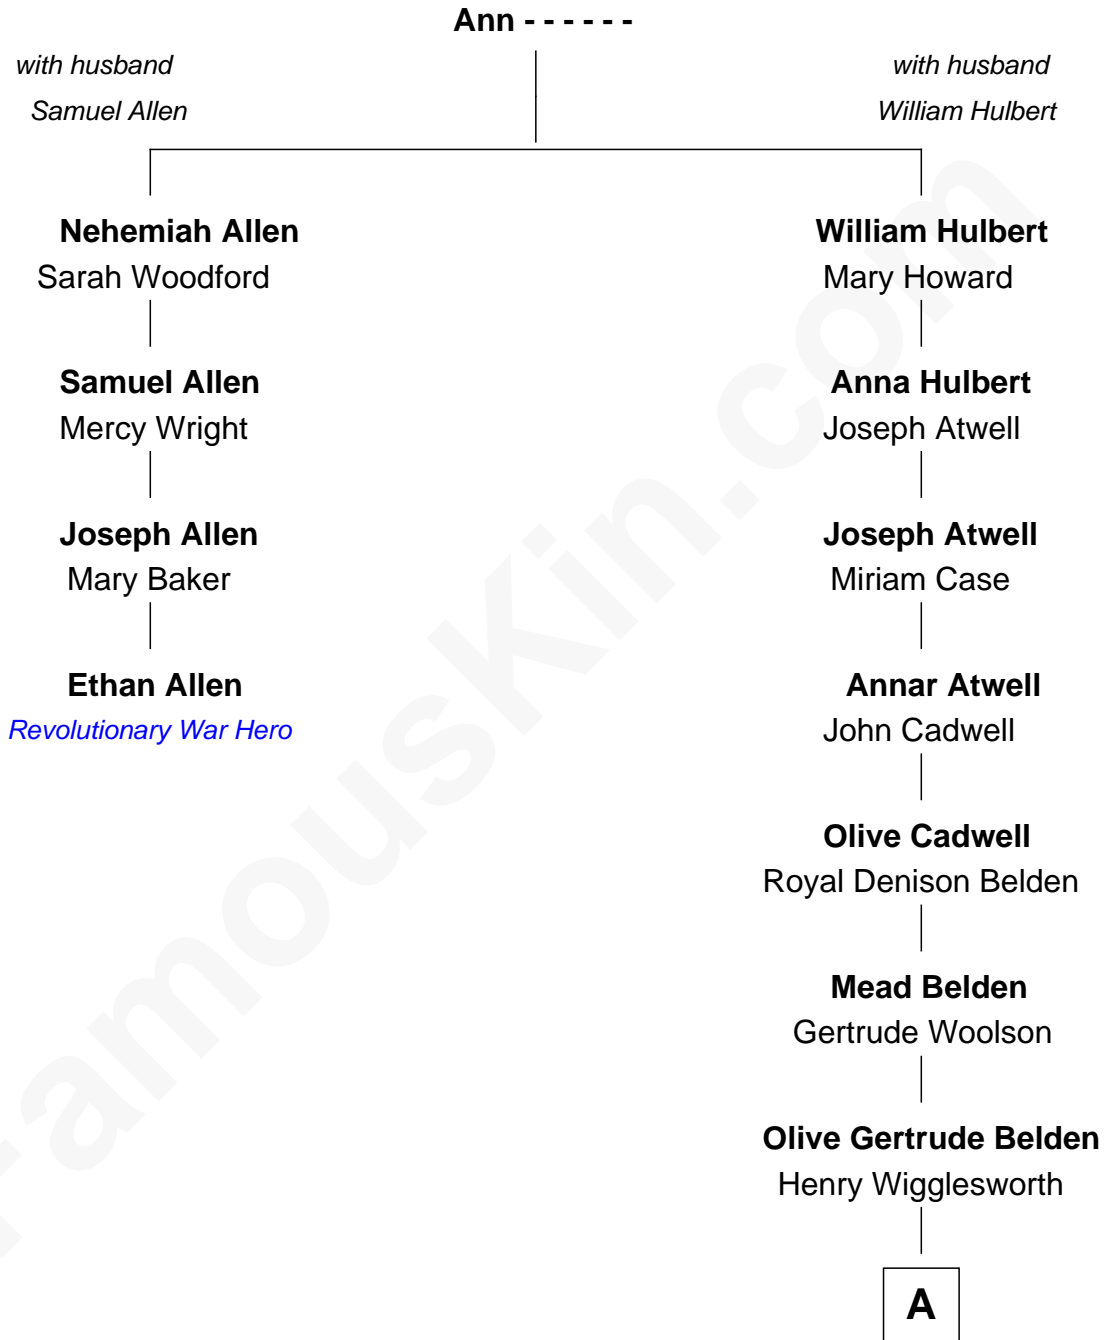 Ann - - - - - -
with husband
Samuel Allen
with husband
William Hulbert
Nehemiah Allen
Sarah Woodford
William Hulbert
Mary Howard
Samuel Allen
Mercy Wright
Anna Hulbert
Joseph Atwell
Joseph Allen
Mary Baker
Joseph Atwell
Miriam Case
Ethan Allen
Revolutionary War Hero
Annar Atwell
John Cadwell
Olive Cadwell
Royal Denison Belden
Mead Belden
Gertrude Woolson
Olive Gertrude Belden
Henry Wigglesworth
A
FamousKin.com